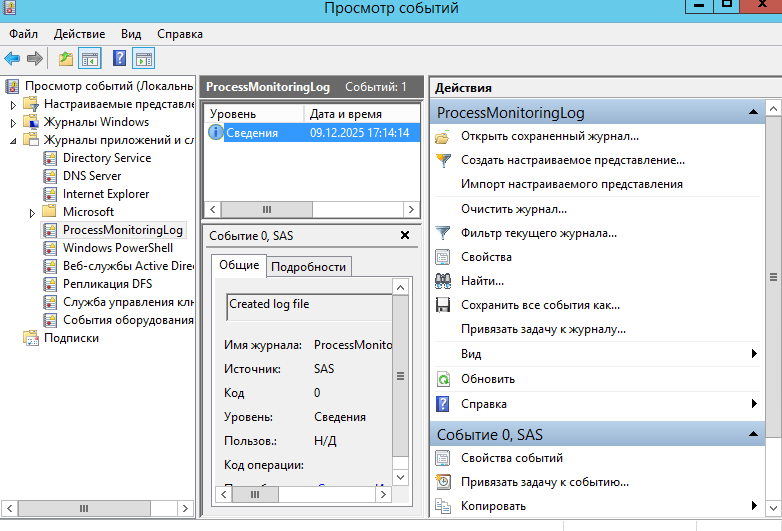 Просмотр событий
Файл Действие Вид Справка
Просмотр событий (Локальнь
Настраиваемые представле
Журналы Windows
Журналы приложений и сл
Directory Service
DNS Server
Internet Explorer
Microsoft
ProcessMonitoringLog
Windows PowerShell
Веб-службы Active Dire
Репликация DFS
Служба управления клю
События оборудования
Подписки
ProcessMonitoringLog Событий: 1
Уровень Дата и время
Сведения 09.12.2025 17:14:14
Событие 0, SAS
Общие Подробности
Created log file
Имя журнала: ProcessMonito
Источник: SAS
Код 0
Уровень: Сведения
Пользов.: Н/Д
Код операции:
Действия
ProcessMonitoringLog
Открыть сохраненный журнал...
Создать настраиваемое представление...
Импорт настраиваемого представления
Очистить журнал...
Фильтр текущего журнала...
Свойства
Найти...
Сохранить все события как...
Привязать задачу к журналу...
Вид
Обновить
Справка
Событие 0, SAS
Свойства событий
Привязать задачу к событию...
Копировать